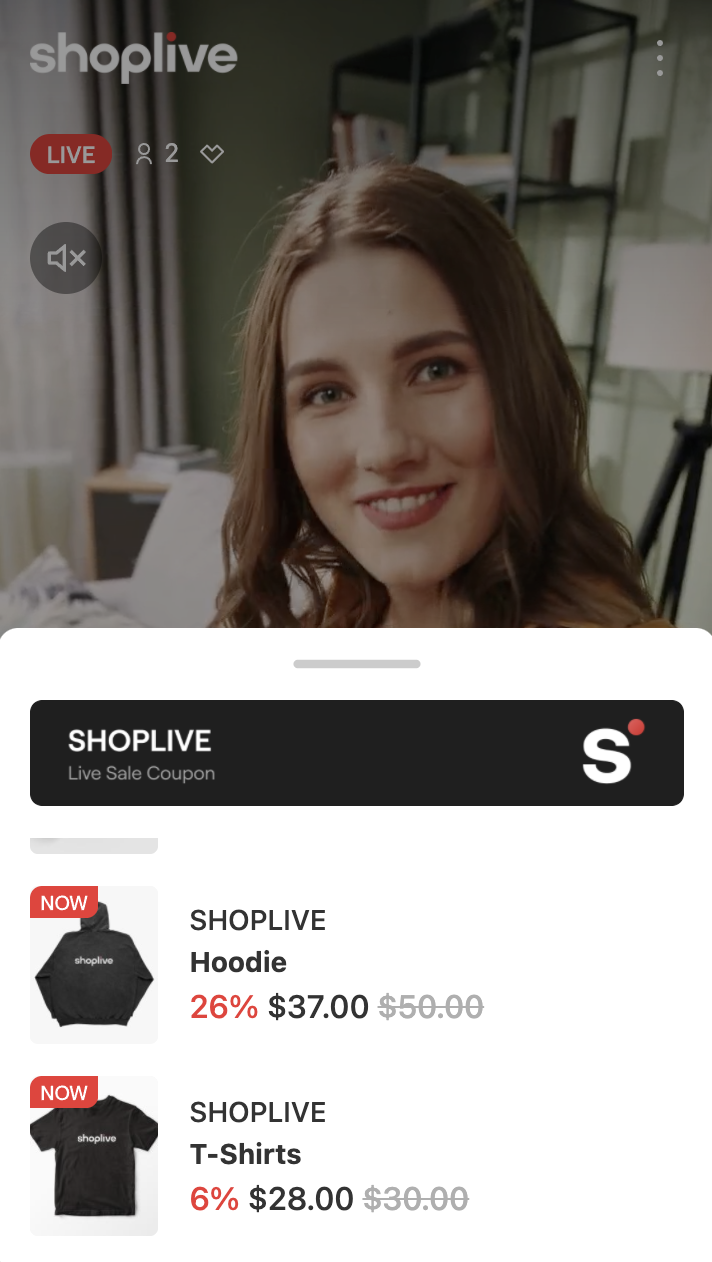 shoplive
LIVE 2
SHOPLIVE
Live Sale Coupon
S
NOW
shoplive
SHOPLIVE
Hoodie
26% $37.00 $50.00
NOW
shoplive
SHOPLIVE
T-Shirts
6% $28.00 $30.00